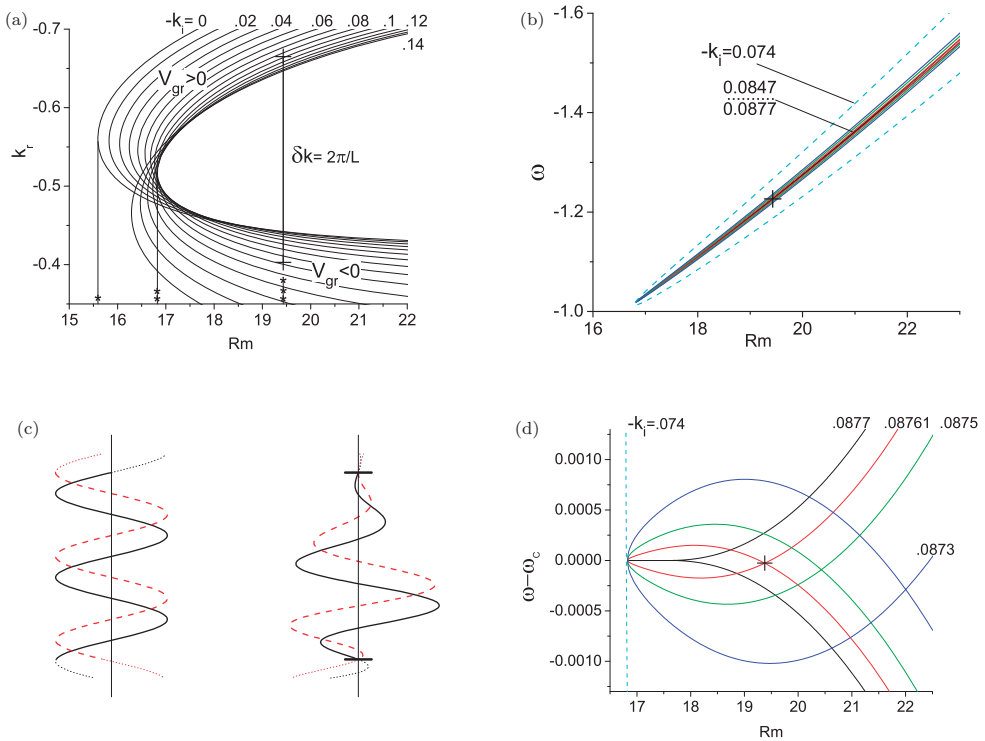 (a)
-k_i = 0 .02 .04 .06 .08 .1 .12
.14
-0.7
-0.6
-0.5
-0.4
k_r
V_gr>0
δk= 2π/L
V_gr<0
* ** ***
15 16 17 18 19 20 21 22
Rm
(b)
-1.6
-1.4
-1.2
-1.0
ω
-k_i=0.074
0.0847
0.0877
16 18 20 22
Rm
(c)
(d)
-k_i=.074 .0877 .08761 .0875
.0873
0.0010
0.0005
0.0000
-0.0005
-0.0010
ω−ω_c
17 18 19 20 21 22
Rm